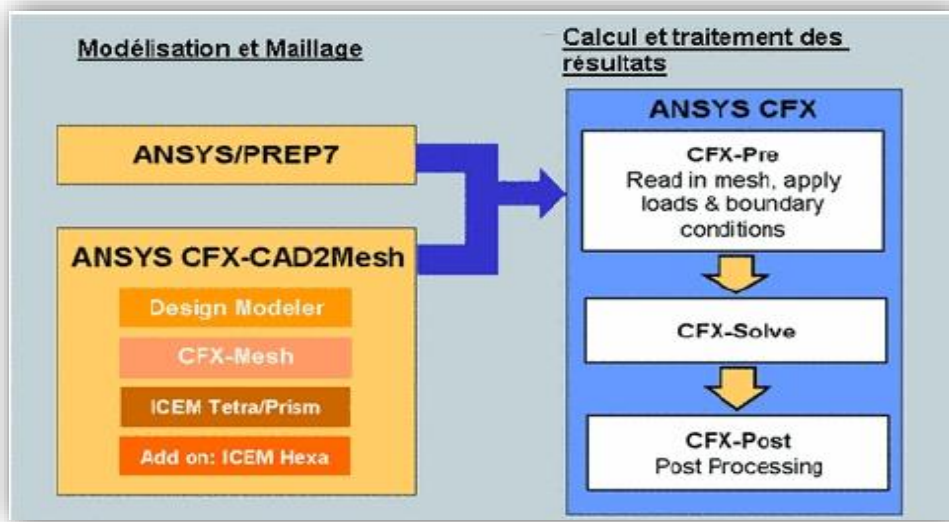 Modélisation et Maillage
ANSYS/PREP7
ANSYS CFX-CAD2Mesh
Design Modeler
CFX-Mesh
ICEM Tetra/Prism
Add on: ICEM Hexa
Calcul et traitement des
résultats
ANSYS CFX
CFX-Pre
Read in mesh, apply
loads & boundary
conditions
CFX-Solve
CFX-Post
Post Processing